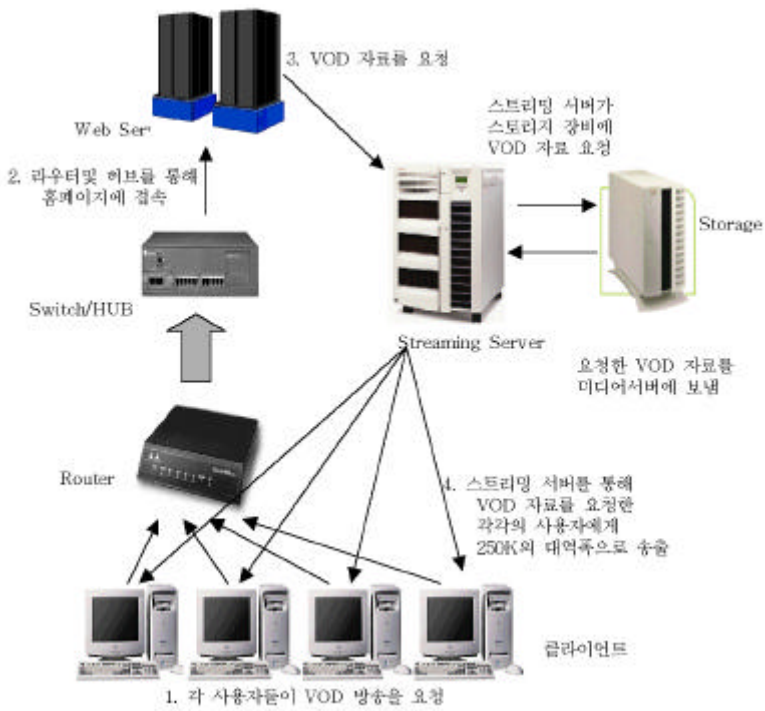 3. VOD 자료를 요청
Web Ser
스트리밍 서버가
스토리지 장비에
VOD 자료 요청
2. 라우터및 허브를 통해
홈페이지에 접속
Storage
Switch/HUB
Streaming Server
요청한 VOD 자료를
미디어서버에 보냄
Router
4. 스트리밍 서버를 통해
VOD 자료를 요청한
각각의 사용자에게
250K의 대역폭으로 송출
클라이언트
1. 각 사용자들이 VOD 방송을 요청